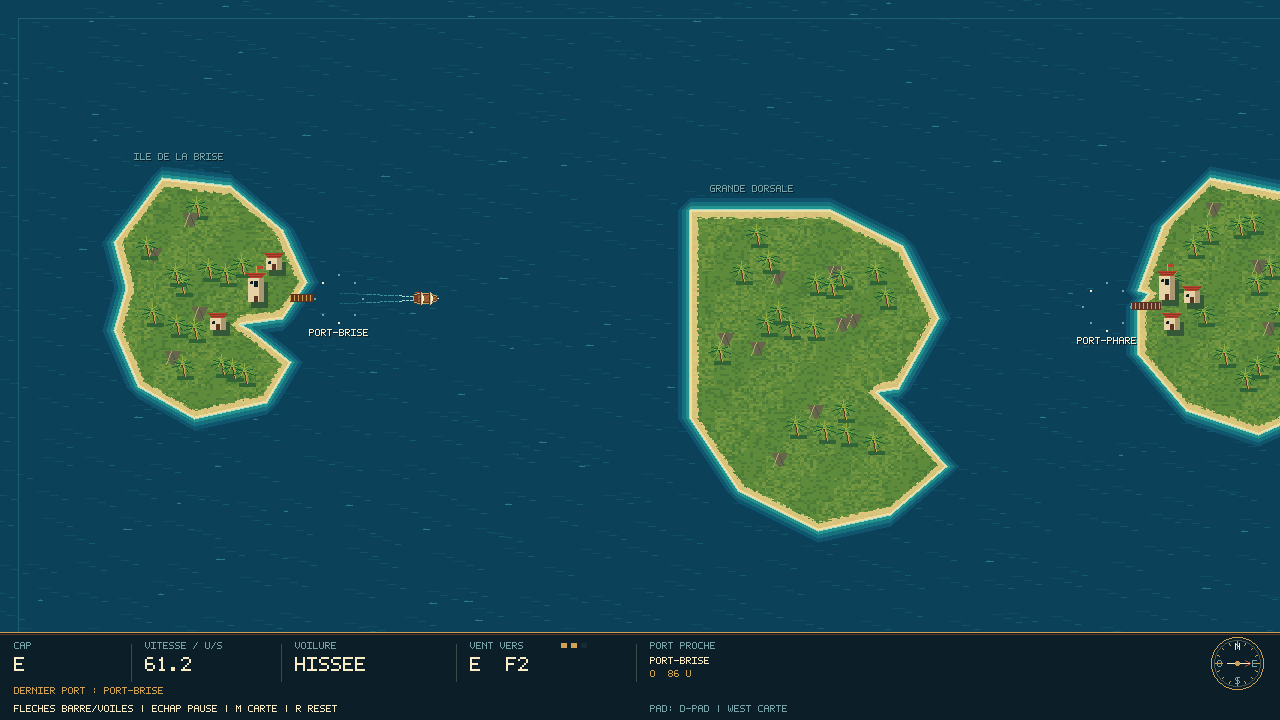 ILE DE LA BRISE
GRANDE DORSALE
PORT-BRISE
PORT-PHARE
CAP
E
VITESSE / U/S
61.2
VOILURE
HISSEE
VENT VERS
E F2
PORT PROCHE
PORT-BRISE
O 86 U
N
O E
S
DERNIER PORT : PORT-BRISE
FLECHES BARRE/VOILES | ECHAP PAUSE | M CARTE | R RESET
PAD: D-PAD | WEST CARTE